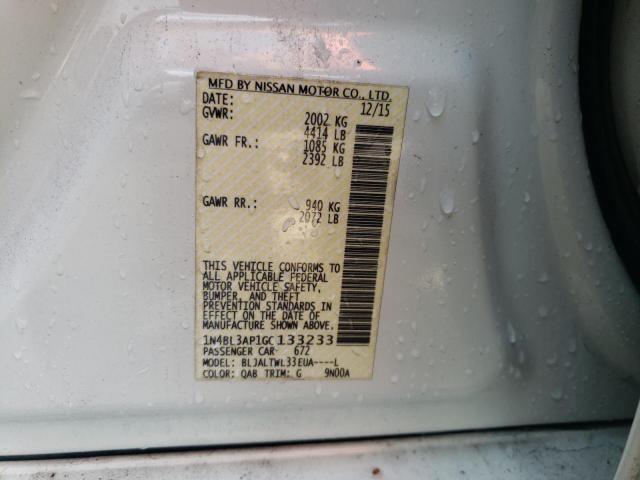 MFD BY NISSAN MOTOR CO., LTD.
DATE: 12/15
GVWR: 2002 KG
4414 LB
GAWR FR.: 1085 KG
2392 LB
GAWR RR.: 940 KG
2072 LB
THIS VEHICLE CONFORMS TO
ALL APPLICABLE FEDERAL
MOTOR VEHICLE SAFETY,
BUMPER, AND THEFT
PREVENTION STANDARDS IN
EFFECT ON THE DATE OF
MANUFACTURE SHOWN ABOVE.
1N4BL3AP1GC133233
PASSENGER CAR 672
MODEL: BLJALTWL33EUA----L
COLOR: QAB TRIM: G 9N00A